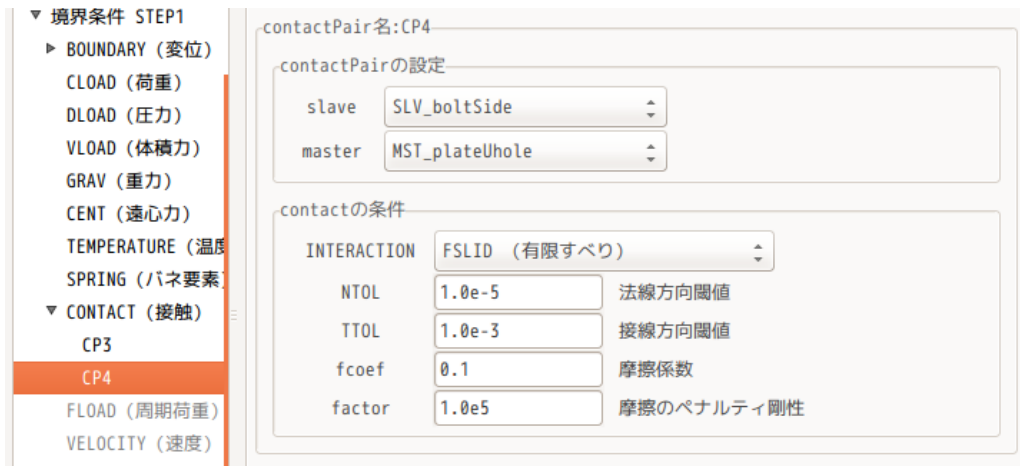 ▼ 境界条件 STEP1
▶ BOUNDARY (変位)
CLOAD (荷重)
DLOAD (圧力)
VLOAD (体積力)
GRAV (重力)
CENT (遠心力)
TEMPERATURE (温度
SPRING (バネ要素)
▼ CONTACT (接触)
CP3
CP4
FLOAD (周期荷重)
VELOCITY (速度)
contactPair名:CP4
contactPairの設定
slave SLV_boltSide
master MST_plateUhole
contactの条件
INTERACTION FSLID (有限すべり)
NTOL 1.0e-5 法線方向閾値
TTOL 1.0e-3 接線方向閾値
fcoef 0.1 摩擦係数
factor 1.0e5 摩擦のペナルティ剛性